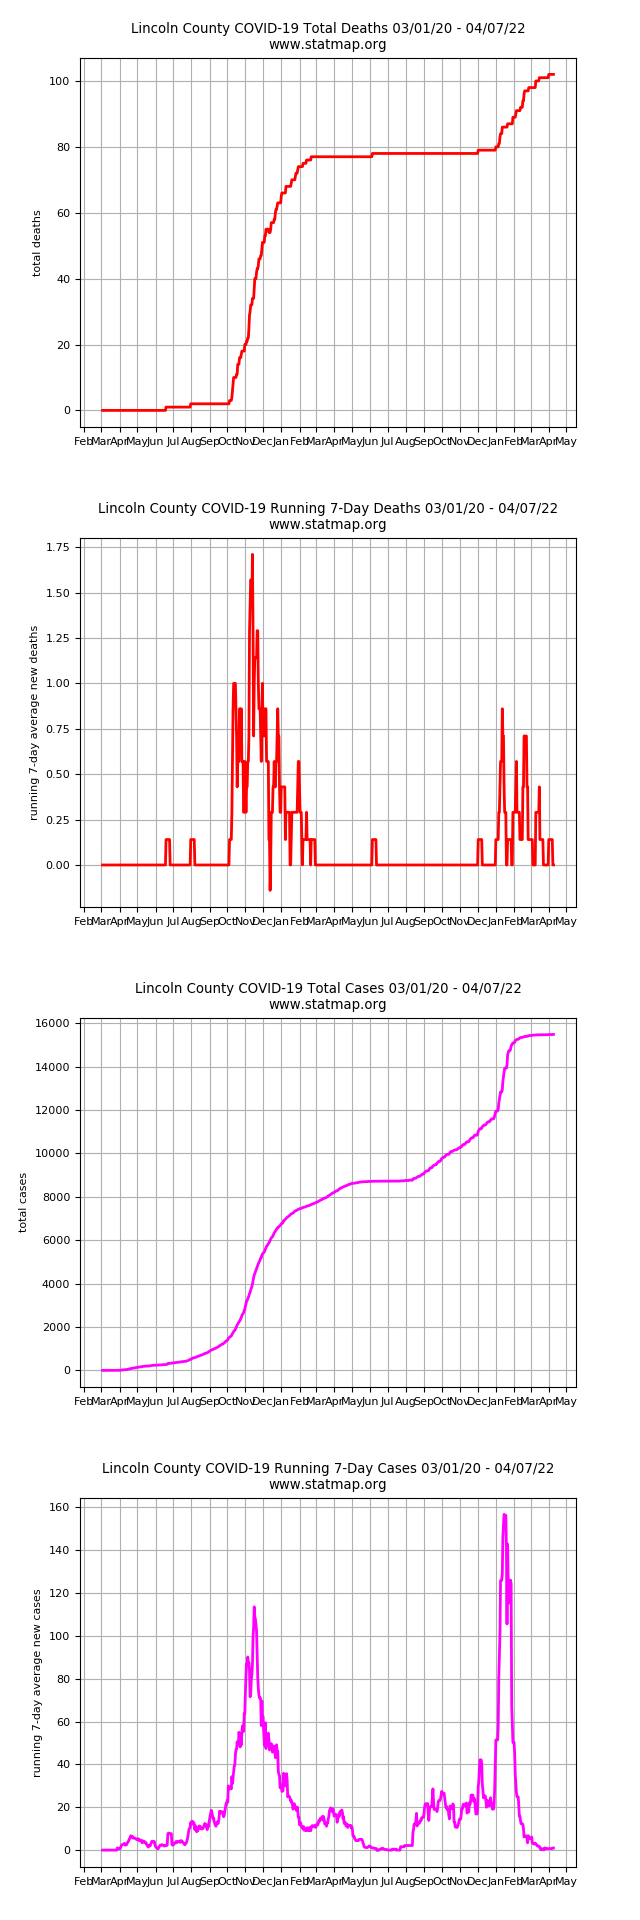 Lincoln County COVID-19 Total Deaths 03/01/20 - 04/07/22
www.statmap.org
100
80
60
40
20
0
total deaths
Feb Mar Apr May Jun Jul Aug Sep Oct Nov Dec Jan Feb Mar Apr May Jun Jul Aug Sep Oct Nov Dec Jan Feb Mar Apr May
Lincoln County COVID-19 Running 7-Day Deaths 03/01/20 - 04/07/22
www.statmap.org
1.75
1.50
1.25
1.00
0.75
0.50
0.25
0.00
running 7-day average new deaths
Feb Mar Apr May Jun Jul Aug Sep Oct Nov Dec Jan Feb Mar Apr May Jun Jul Aug Sep Oct Nov Dec Jan Feb Mar Apr May
Lincoln County COVID-19 Total Cases 03/01/20 - 04/07/22
www.statmap.org
16000
14000
12000
10000
8000
6000
4000
2000
0
total cases
Feb Mar Apr May Jun Jul Aug Sep Oct Nov Dec Jan Feb Mar Apr May Jun Jul Aug Sep Oct Nov Dec Jan Feb Mar Apr May
Lincoln County COVID-19 Running 7-Day Cases 03/01/20 - 04/07/22
www.statmap.org
160
140
120
100
80
60
40
20
0
running 7-day average new cases
Feb Mar Apr May Jun Jul Aug Sep Oct Nov Dec Jan Feb Mar Apr May Jun Jul Aug Sep Oct Nov Dec Jan Feb Mar Apr May